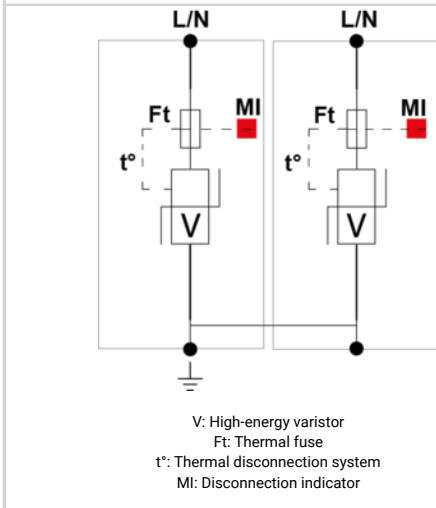 L/N L/N
Ft MI Ft MI
t° t°
V V
V: High-energy varistor
Ft: Thermal fuse
t°: Thermal disconnection system
MI: Disconnection indicator